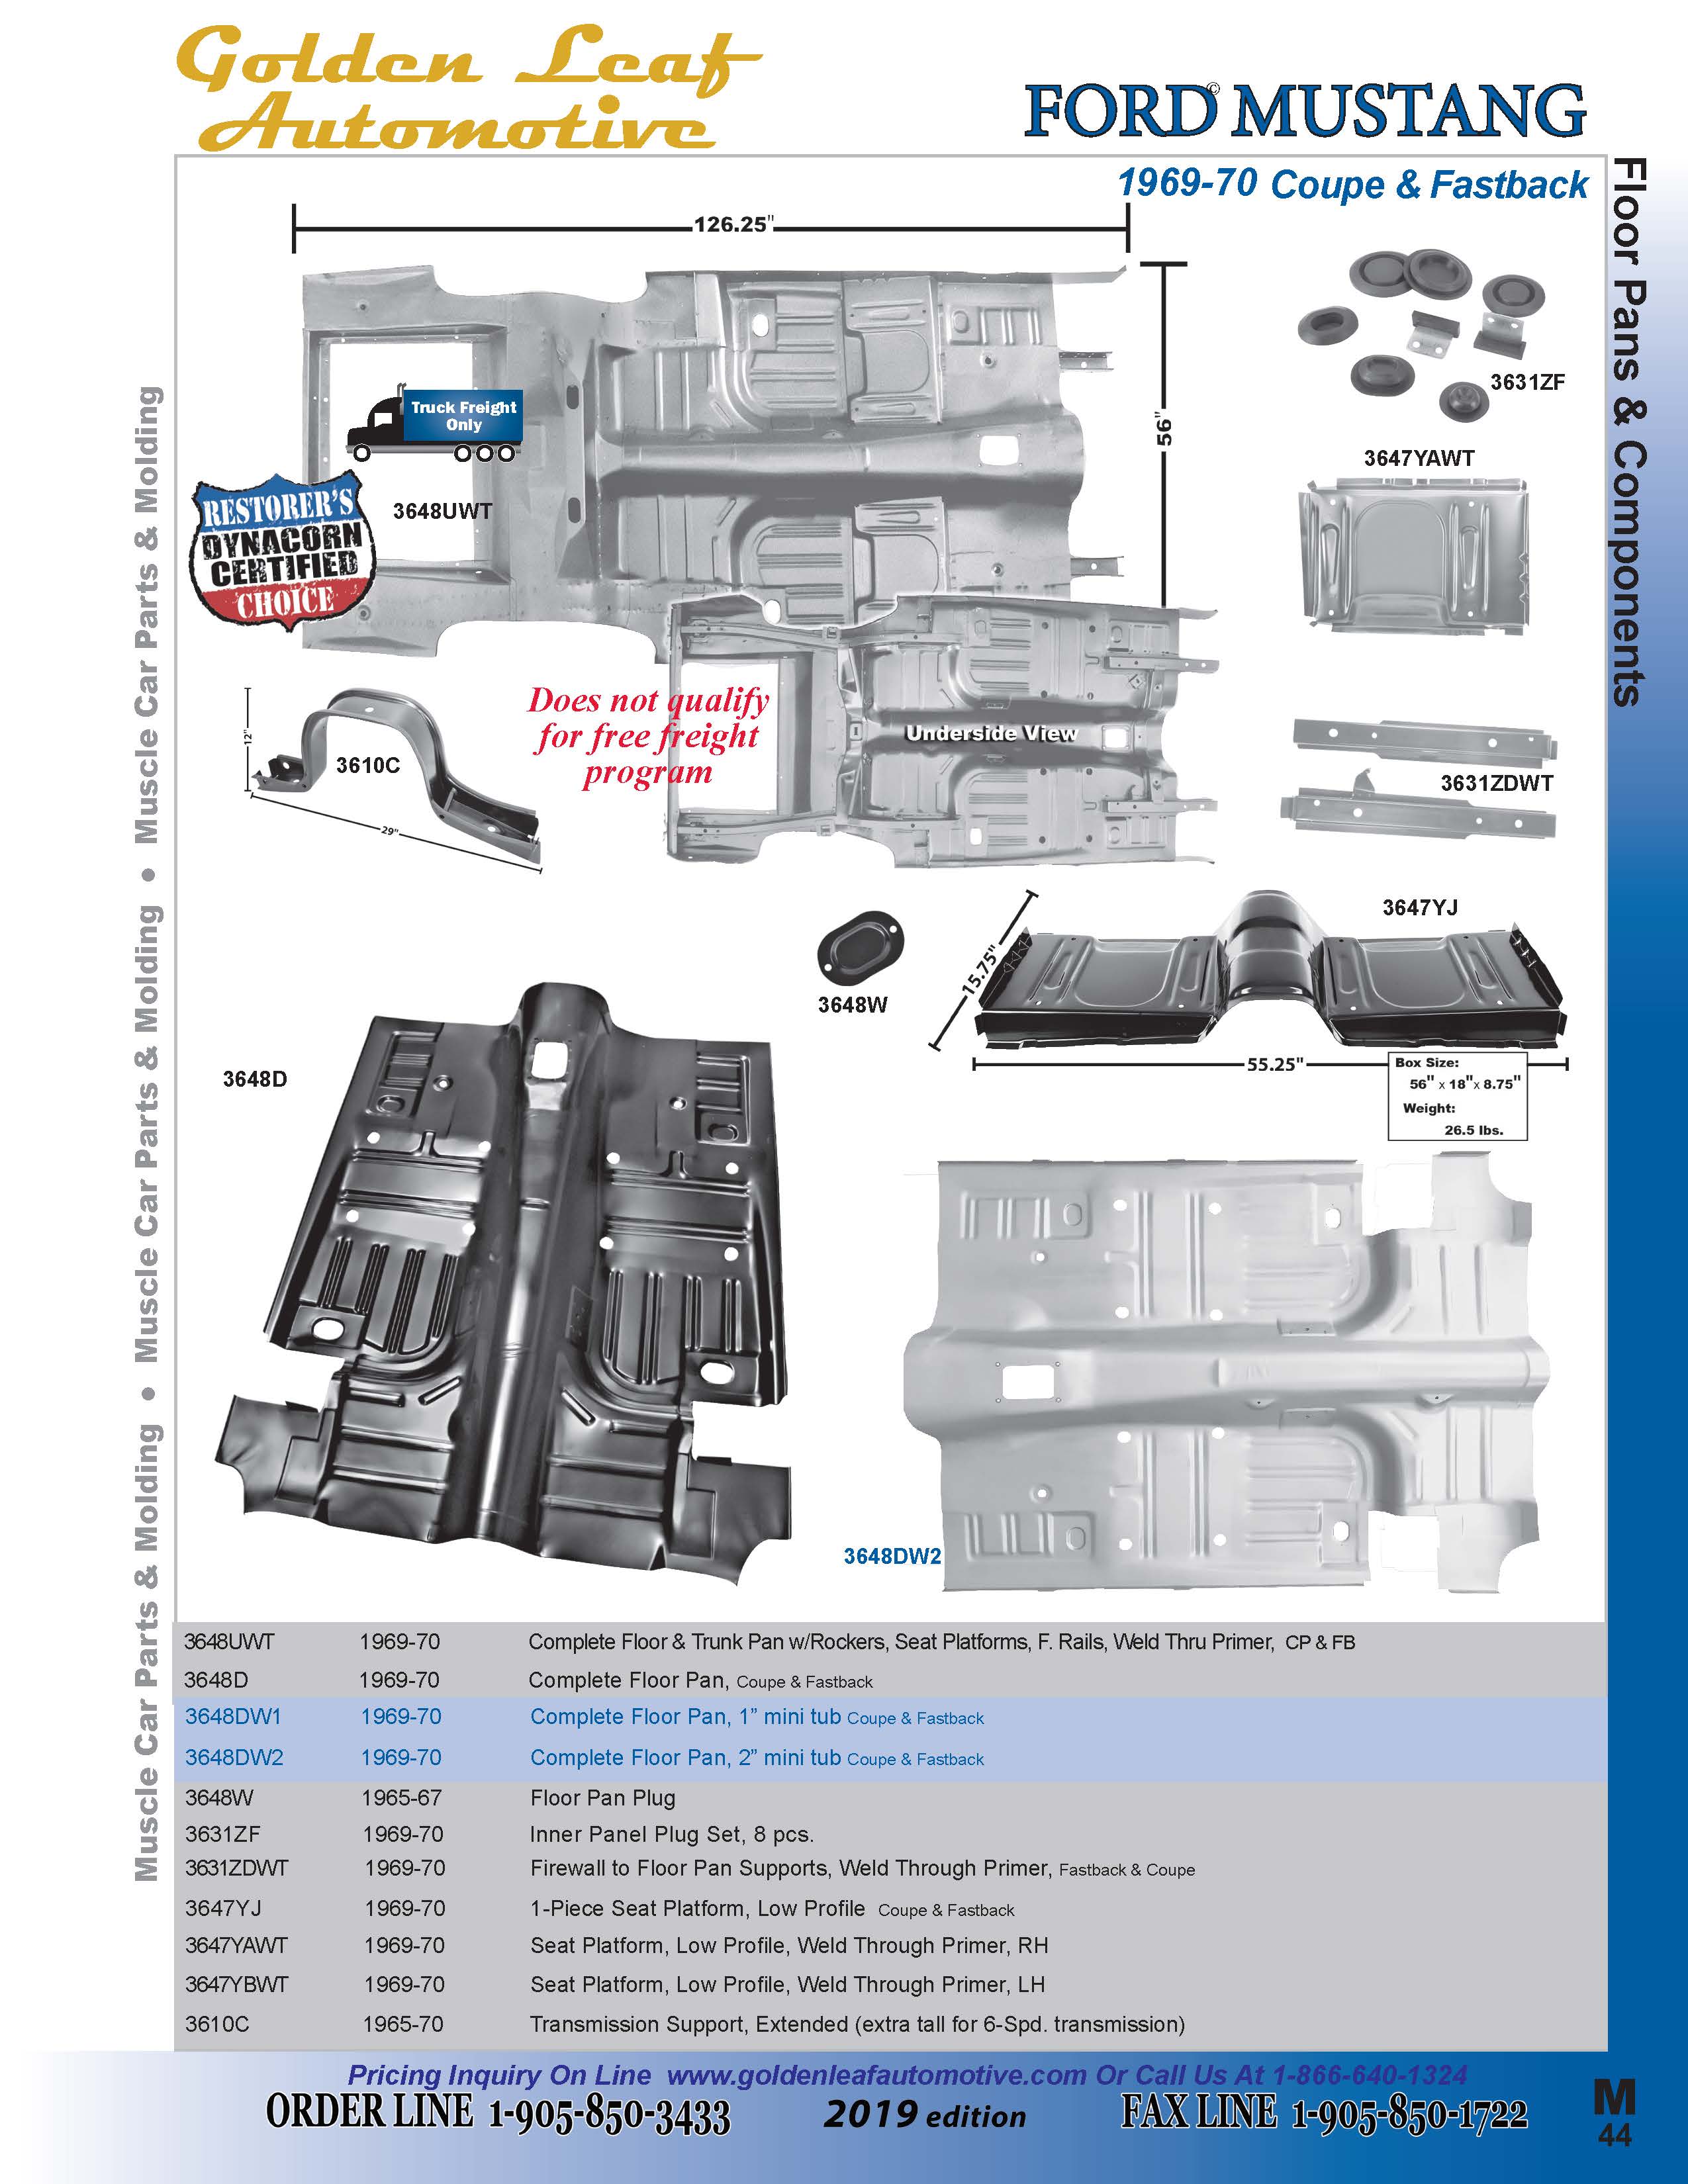 Golden Leaf
Automotive
FORD© MUSTANG
1969-70 Coupe & Fastback
Floor Pans & Components
Muscle Car Parts & Molding • Muscle Car Parts & Molding • Muscle Car Parts & Molding
126.25"
56"
Truck Freight
Only
3648UWT
RESTORER'S
DYNACORN
CERTIFIED
CHOICE
3631ZF
3647YAWT
Does not qualify
for free freight
program
Underside View
12"
3610C
29"
3631ZDWT
3647YJ
15.75"
3648W
55.25"
Box Size:
56" x 18"x 8.75"
Weight:
26.5 lbs.
3648D
3648DW2
3648UWT 1969-70 Complete Floor & Trunk Pan w/Rockers, Seat Platforms, F. Rails, Weld Thru Primer, CP & FB
3648D 1969-70 Complete Floor Pan, Coupe & Fastback
3648DW1 1969-70 Complete Floor Pan, 1” mini tub Coupe & Fastback
3648DW2 1969-70 Complete Floor Pan, 2” mini tub Coupe & Fastback
3648W 1965-67 Floor Pan Plug
3631ZF 1969-70 Inner Panel Plug Set, 8 pcs.
3631ZDWT 1969-70 Firewall to Floor Pan Supports, Weld Through Primer, Fastback & Coupe
3647YJ 1969-70 1-Piece Seat Platform, Low Profile Coupe & Fastback
3647YAWT 1969-70 Seat Platform, Low Profile, Weld Through Primer, RH
3647YBWT 1969-70 Seat Platform, Low Profile, Weld Through Primer, LH
3610C 1965-70 Transmission Support, Extended (extra tall for 6-Spd. transmission)
Pricing Inquiry On Line www.goldenleafautomotive.com Or Call Us At 1-866-640-1324
ORDER LINE 1-905-850-3433 2019 edition FAX LINE 1-905-850-1722
M
44